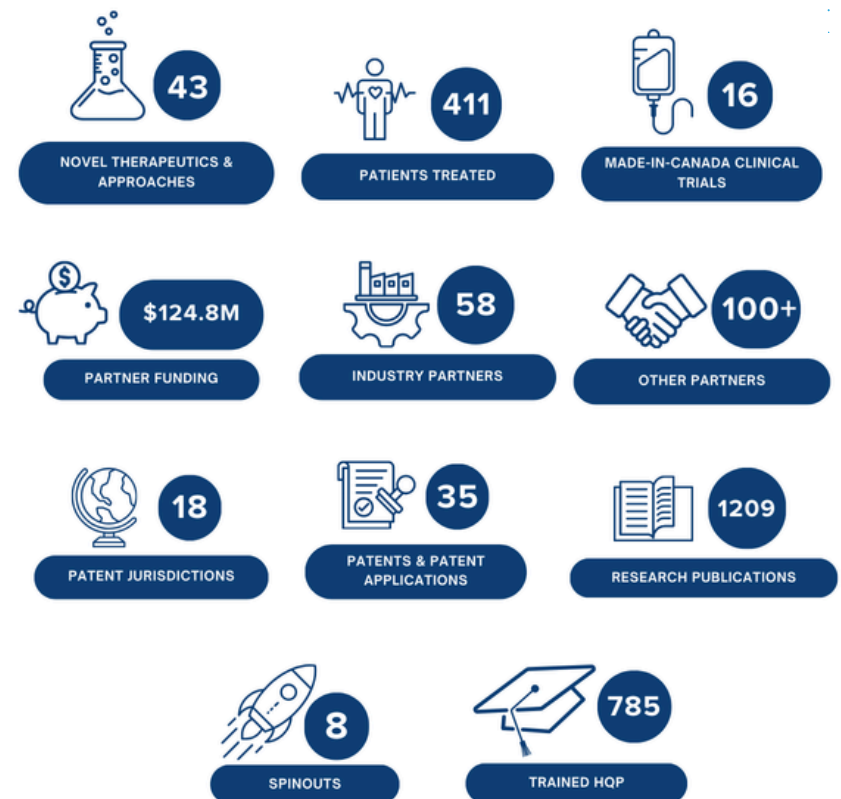 43
NOVEL THERAPEUTICS &
APPROACHES
411
PATIENTS TREATED
16
MADE-IN-CANADA CLINICAL
TRIALS
$
$124.8M
PARTNER FUNDING
58
INDUSTRY PARTNERS
100+
OTHER PARTNERS
18
PATENT JURISDICTIONS
35
PATENTS & PATENT
APPLICATIONS
1209
RESEARCH PUBLICATIONS
8
SPINOUTS
785
TRAINED HQP